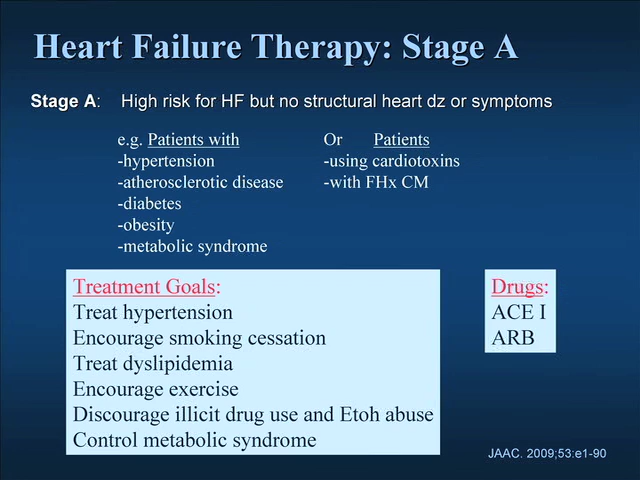 Heart Failure Therapy: Stage A
Stage A: High risk for HF but no structural heart dz or symptoms
e.g. Patients with
-hypertension
-atherosclerotic disease
-diabetes
-obesity
-metabolic syndrome
Or Patients
-using cardiotoxins
-with FHx CM
Treatment Goals:
Treat hypertension
Encourage smoking cessation
Treat dyslipidemia
Encourage exercise
Discourage illicit drug use and Etoh abuse
Control metabolic syndrome
Drugs:
ACE I
ARB
JAAC. 2009;53:e1-90